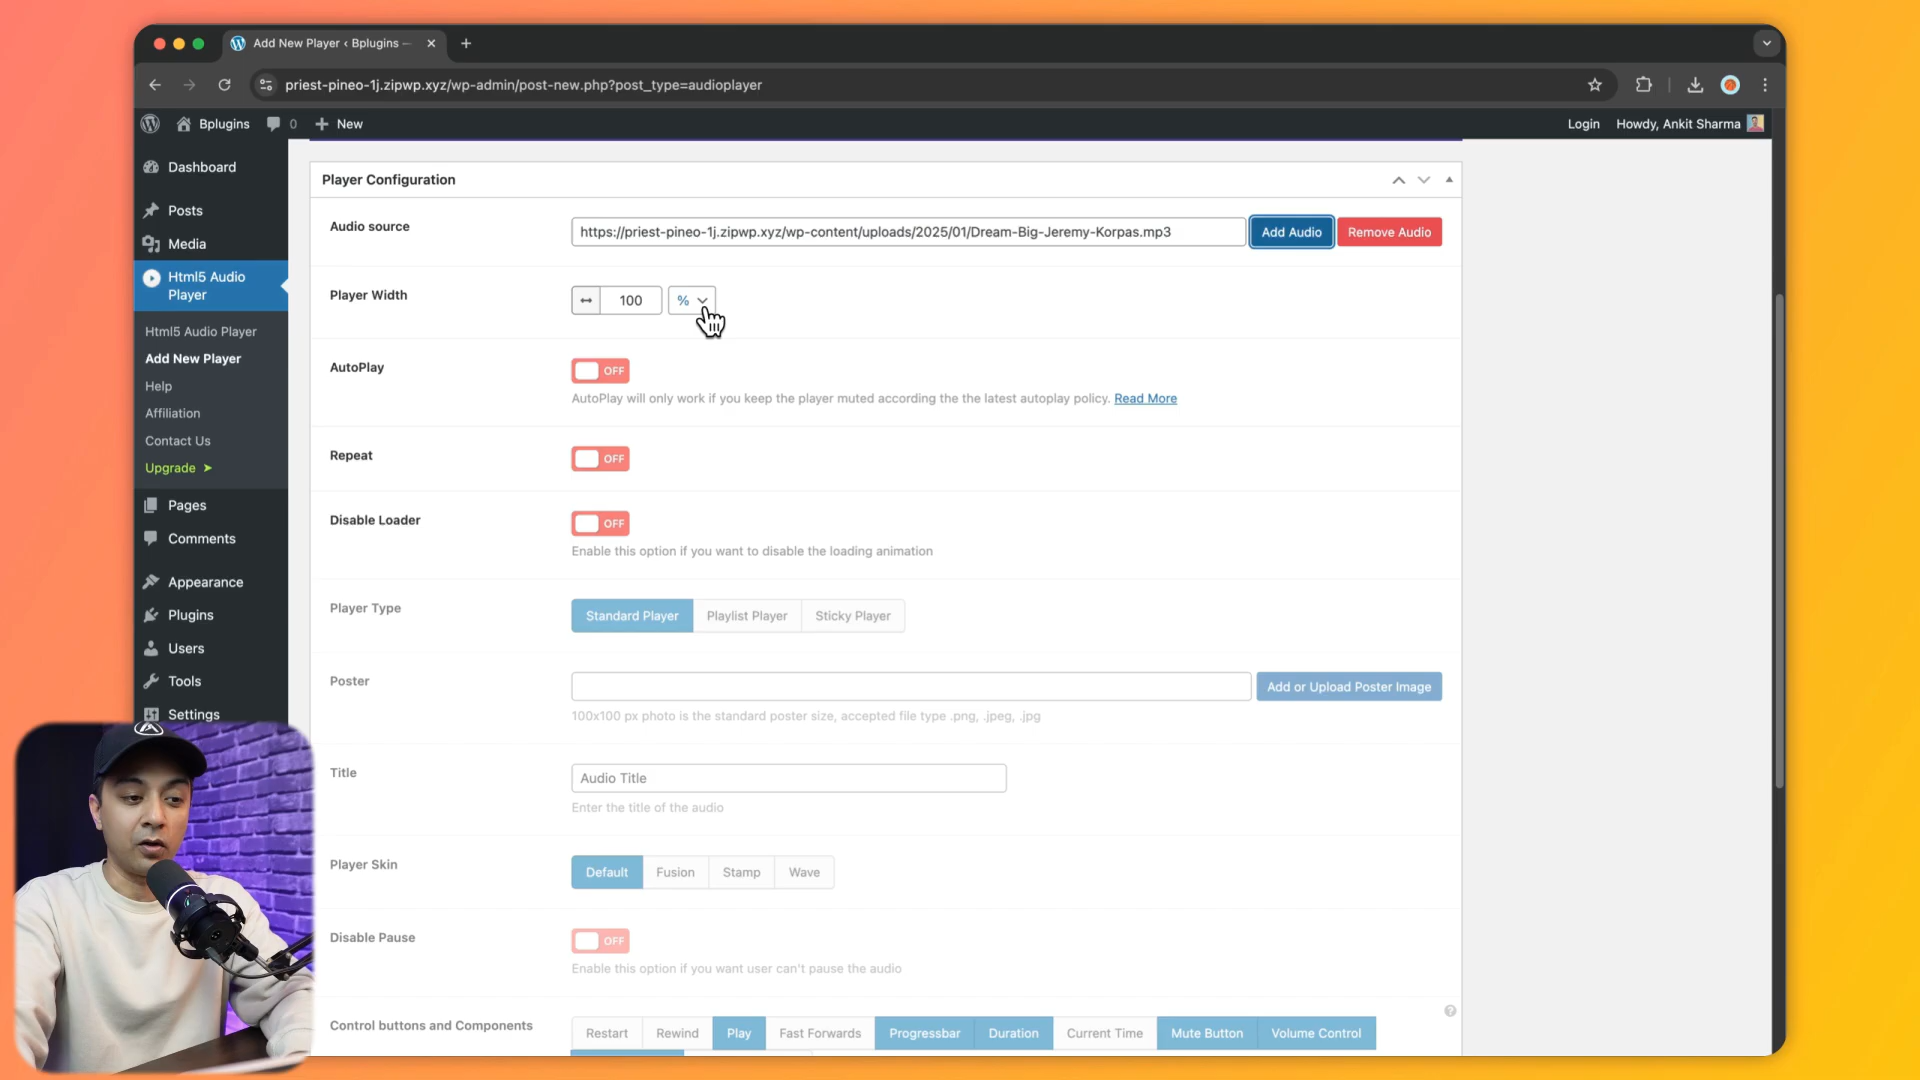 Add New Player ‹ Bplugins —
priest-pineo-1j.zipwp.xyz/wp-admin/post-new.php?post_type=audioplayer
Bplugins
0
New
Login
Howdy, Ankit Sharma
Dashboard
Posts
Media
Html5 Audio
Player
Html5 Audio Player
Add New Player
Help
Affiliation
Contact Us
Upgrade ➤
Pages
Comments
Appearance
Plugins
Users
Tools
Settings
Player Configuration
Audio source
https://priest-pineo-1j.zipwp.xyz/wp-content/uploads/2025/01/Dream-Big-Jeremy-Korpas.mp3
Add Audio
Remove Audio
Player Width
100
%
AutoPlay
OFF
AutoPlay will only work if you keep the player muted according the the latest autoplay policy. Read More
Repeat
OFF
Disable Loader
OFF
Enable this option if you want to disable the loading animation
Player Type
Standard Player
Playlist Player
Sticky Player
Poster
Add or Upload Poster Image
100x100 px photo is the standard poster size, accepted file type .png, .jpeg, .jpg
Title
Audio Title
Enter the title of the audio
Player Skin
Default
Fusion
Stamp
Wave
Disable Pause
OFF
Enable this option if you want user can't pause the audio
Control buttons and Components
Restart
Rewind
Play
Fast Forwards
Progressbar
Duration
Current Time
Mute Button
Volume Control